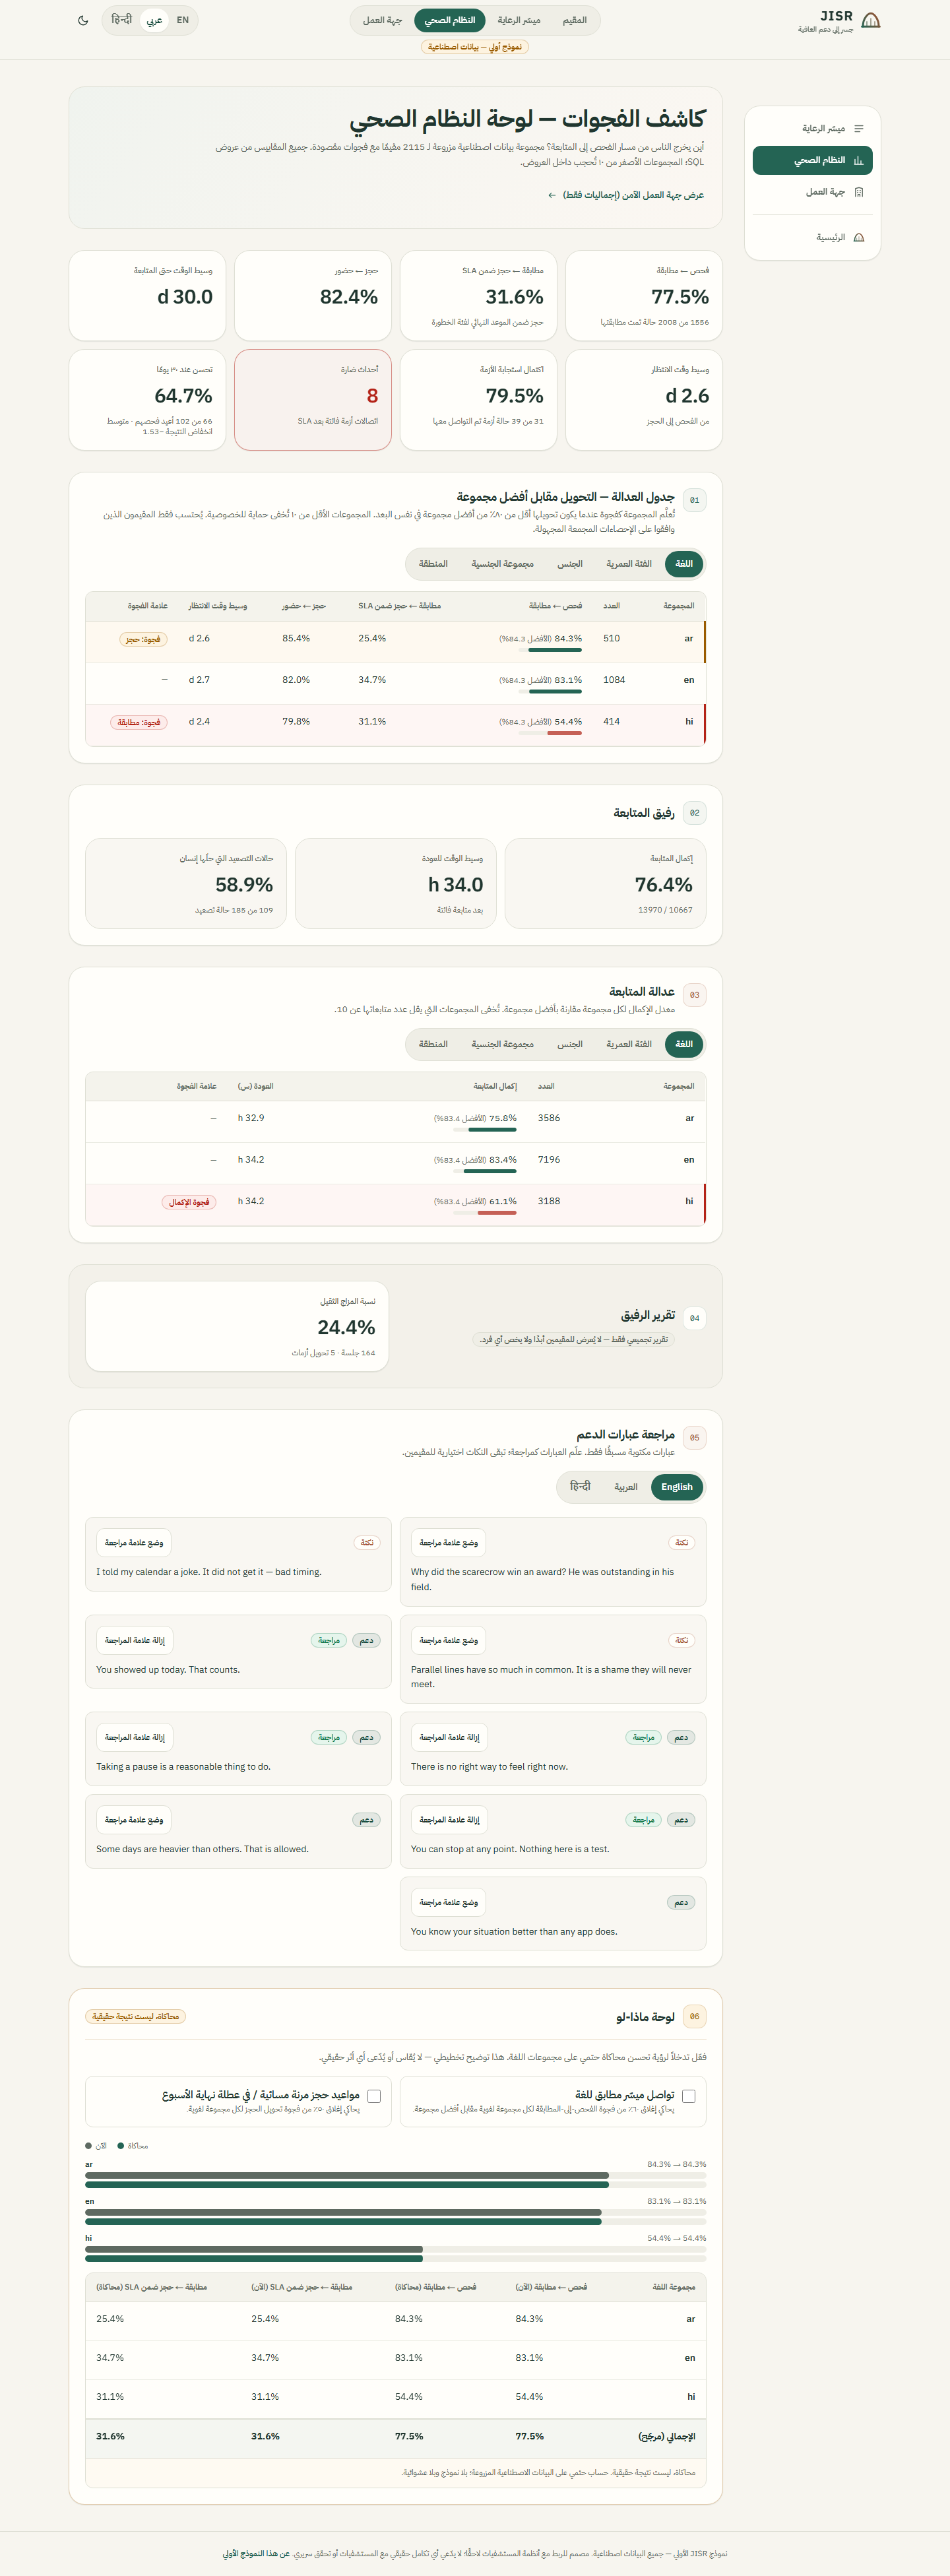 JISR
جسر إلى دعم العافية
المقيم
ميسّر الرعاية
النظام الصحي
جهة العمل
EN
عربي
हिन्दी
نموذج أولي — بيانات اصطناعية
ميسّر الرعاية
النظام الصحي
جهة العمل
الرئيسية
كاشف الفجوات — لوحة النظام الصحي
أين يخرج الناس من مسار الفحص إلى المتابعة؟ مجموعة بيانات اصطناعية مزروعة لـ 2115 مقيمًا مع فجوات مقصودة. جميع المقاييس من عروض
SQL؛ المجموعات الأصغر من ١٠ تُحجب داخل العروض.
عرض جهة العمل الآمن (إجماليات فقط) ←
فحص ← مطابقة
77.5%
1556 من 2008 حالة تمت مطابقتها
مطابقة ← حجز ضمن SLA
31.6%
حجز ضمن الموعد النهائي لفئة الخطورة
حجز ← حضور
82.4%
وسيط الوقت حتى المتابعة
30.0 d
وسيط وقت الانتظار
2.6 d
من الفحص إلى الحجز
اكتمال استجابة الأزمة
79.5%
31 من 39 حالة أزمة تم التواصل معها
أحداث ضارة
8
اتصالات أزمة فائتة بعد SLA
تحسن عند ٣٠ يومًا
64.7%
66 من 102 أُعيد فحصهم · متوسط
انخفاض النتيجة −1.53
01
جدول العدالة — التحويل مقابل أفضل مجموعة
تُعلَّم المجموعة كفجوة عندما يكون تحويلها أقل من ٨٠٪ من أفضل مجموعة في نفس البعد. المجموعات الأقل من ١٠ تُخفى حماية للخصوصية. يُحتسب فقط المقيمون الذين
وافقوا على الإحصاءات المجمعة المجهولة.
اللغة
الفئة العمرية
الجنس
مجموعة الجنسية
المنطقة
المجموعة
العدد
فحص ← مطابقة
مطابقة ← حجز ضمن SLA
حجز ← حضور
وسيط وقت الانتظار
علامة الفجوة
ar
510
84.3% (الأفضل 84.3%)
25.4%
85.4%
2.6 d
فجوة: حجز
en
1084
83.1% (الأفضل 84.3%)
34.7%
82.0%
2.7 d
—
hi
414
54.4% (الأفضل 84.3%)
31.1%
79.8%
2.4 d
فجوة: مطابقة
02
رفيق المتابعة
إكمال المتابعة
76.4%
10667 / 13970
وسيط الوقت للعودة
34.0 h
بعد متابعة فائتة
حالات التصعيد التي حلّها إنسان
58.9%
109 من 185 حالة تصعيد
03
عدالة المتابعة
معدل الإكمال لكل مجموعة مقارنة بأفضل مجموعة. تُخفى المجموعات التي يقل عدد متابعاتها عن 10.
اللغة
الفئة العمرية
الجنس
مجموعة الجنسية
المنطقة
المجموعة
العدد
إكمال المتابعة
العودة (س)
علامة الفجوة
ar
3586
75.8% (الأفضل 83.4%)
32.9 h
—
en
7196
83.4% (الأفضل 83.4%)
34.2 h
—
hi
3188
61.1% (الأفضل 83.4%)
34.2 h
فجوة الإكمال
04
تقرير الرفيق
تقرير تجميعي فقط — لا يُعرض للمقيمين أبدًا ولا يخص أي فرد.
نسبة المزاج الثقيل
24.4%
164 جلسة · 5 تحويل أزمات
05
مراجعة عبارات الدعم
عبارات مكتوبة مسبقًا فقط. علّم العبارات كمراجعة؛ تبقى النكات اختيارية للمقيمين.
English
العربية
हिन्दी
نكتة
وضع علامة مراجعة
Why did the scarecrow win an award? He was outstanding in his
field.
نكتة
وضع علامة مراجعة
I told my calendar a joke. It did not get it — bad timing.
نكتة
وضع علامة مراجعة
Parallel lines have so much in common. It is a shame they will never
meet.
دعم
مراجعة
إزالة علامة المراجعة
You showed up today. That counts.
دعم
مراجعة
إزالة علامة المراجعة
There is no right way to feel right now.
دعم
مراجعة
إزالة علامة المراجعة
Taking a pause is a reasonable thing to do.
دعم
مراجعة
إزالة علامة المراجعة
You can stop at any point. Nothing here is a test.
دعم
وضع علامة مراجعة
Some days are heavier than others. That is allowed.
دعم
وضع علامة مراجعة
You know your situation better than any app does.
06
لوحة ماذا-لو
محاكاة، ليست نتيجة حقيقية
فعّل تدخلاً لرؤية تحسن محاكاة حتمي على مجموعات اللغة. هذا توضيح تخطيطي — لا يُقاس أو يُدّعى أي أثر حقيقي.
تواصل ميسّر مطابق للغة
يحاكي إغلاق ٦٠٪ من فجوة الفحص-إلى-المطابقة لكل مجموعة لغوية مقابل أفضل مجموعة.
مواعيد حجز مرنة مسائية / في عطلة نهاية الأسبوع
يحاكي إغلاق ٥٠٪ من فجوة تحويل الحجز لكل مجموعة لغوية.
محاكاة
الآن
ar
84.3% → 84.3%
en
83.1% → 83.1%
hi
54.4% → 54.4%
مجموعة اللغة
فحص ← مطابقة (الآن)
فحص ← مطابقة (محاكاة)
مطابقة ← حجز ضمن SLA (الآن)
مطابقة ← حجز ضمن SLA (محاكاة)
ar
84.3%
84.3%
25.4%
25.4%
en
83.1%
83.1%
34.7%
34.7%
hi
54.4%
54.4%
31.1%
31.1%
الإجمالي (مرجّح)
77.5%
77.5%
31.6%
31.6%
محاكاة، ليست نتيجة حقيقية. حساب حتمي على البيانات الاصطناعية المزروعة؛ بلا نموذج وبلا عشوائية.
نموذج JISR الأولي — جميع البيانات اصطناعية. مصمم للربط مع أنظمة المستشفيات لاحقًا؛ لا يدّعي أي تكامل حقيقي مع المستشفيات أو تحقق سريري. عن هذا النموذج الأولي